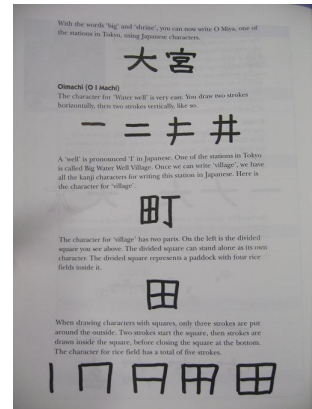 With the words 'big' and 'shrine', you can now write O Miya, one of
the stations in Tokyo, using Japanese characters.
大宮
Oimachi (O I Machi)
The character for 'Water well' is very easy. You draw two strokes
horizontally, then two strokes vertically, like so.
一 二 キ 井
A 'well' is pronounced 'I' in Japanese. One of the stations in Tokyo
is called Big Water Well Village. Once we can write 'village', we have
all the kanji characters for writing this station in Japanese. Here is
the character for 'village'.
町
The character for 'village' has two parts. On the left is the divided
square you see above. The divided square can stand alone as its own
character. The divided square represents a paddock with four rice
fields inside it.
田
When drawing characters with squares, only three strokes are put
around the outside. Two strokes start the square, then strokes are
drawn inside the square, before closing the square at the bottom.
The character for rice field has a total of five strokes.
田